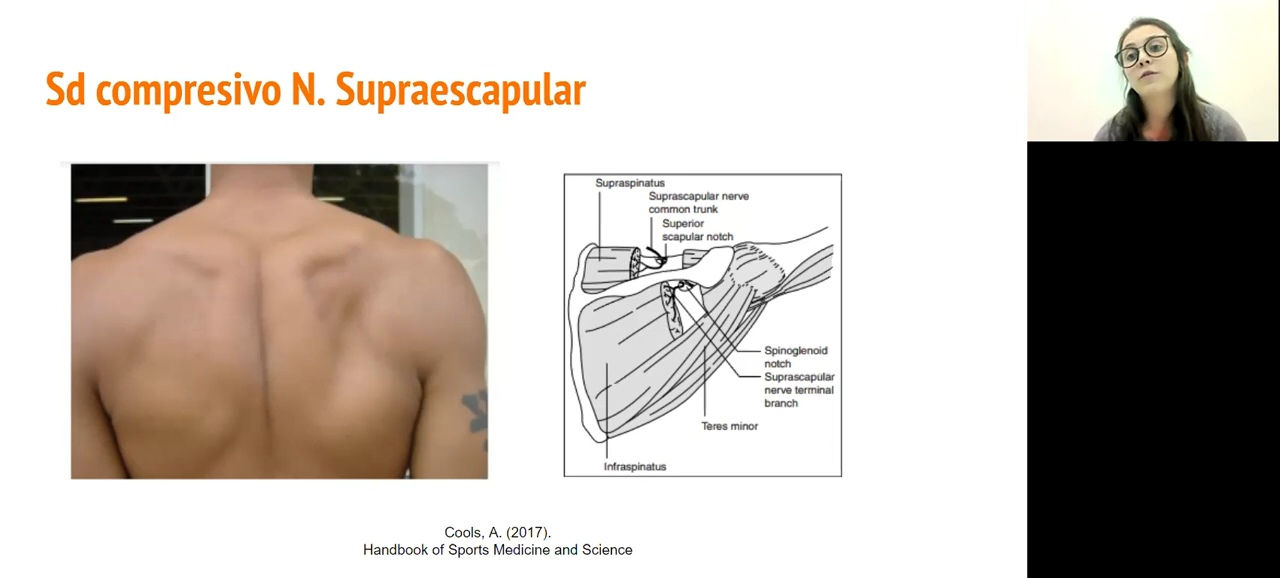 Sd compresivo N. Supraescapular
Supraspinatus
Suprascapular nerve
common trunk
Superior
scapular notch
Spinoglenoid
notch
Suprascapular
nerve terminal
branch
Teres minor
Infraspinatus
Cools, A. (2017).
Handbook of Sports Medicine and Science